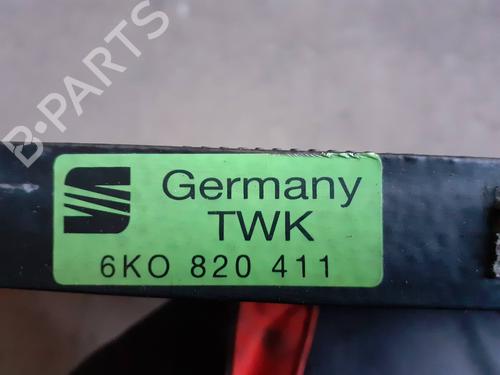 B-PARTS
Germany
TWK
6KO 820 411